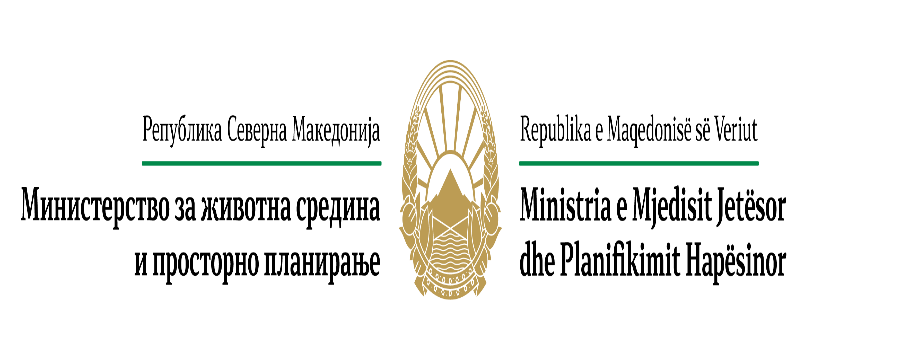 Република Северна Македонија
Министерство за животна средина
и просторно планирање
Republika e Maqedonisë së Veriut
Ministria e Mjedisit Jetësor
dhe Planifikimit Hapësinor